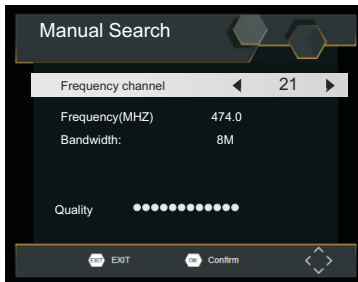 Manual Search
Frequency channel 21
Frequency(MHZ) 474.0
Bandwidth: 8M
Quality
EXIT EXIT OK Confirm